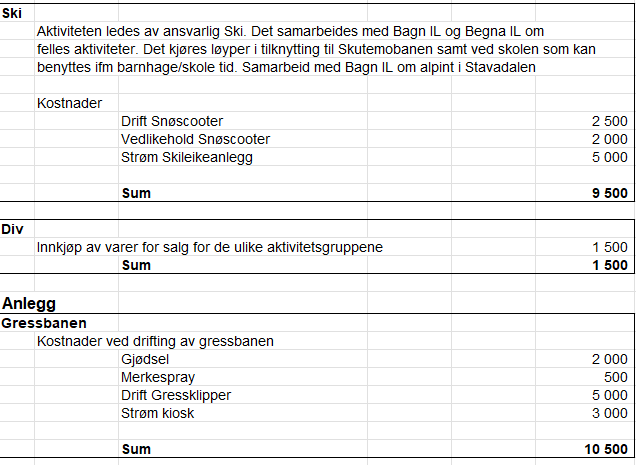 Ski
Aktiviteten ledes av ansvarlig Ski. Det samarbeides med Bagn IL og Begna IL om
felles aktiviteter. Det kjøres løyper i tilknytting til Skutemobanen samt ved skolen som kan
benyttes ifm barnhage/skole tid. Samarbeid med Bagn IL om alpint i Stavadalen
Kostnader
Drift Snøscooter 2 500
Vedlikehold Snøscooter 2 000
Strøm Skileikeanlegg 5 000
Sum 9 500
Div
Innkjøp av varer for salg for de ulike aktivitetsgruppene 1 500
Sum 1 500
Anlegg
Gressbanen
Kostnader ved drifting av gressbanen
Gjødsel 2 000
Merkespray 500
Drift Gressklipper 5 000
Strøm kiosk 3 000
Sum 10 500